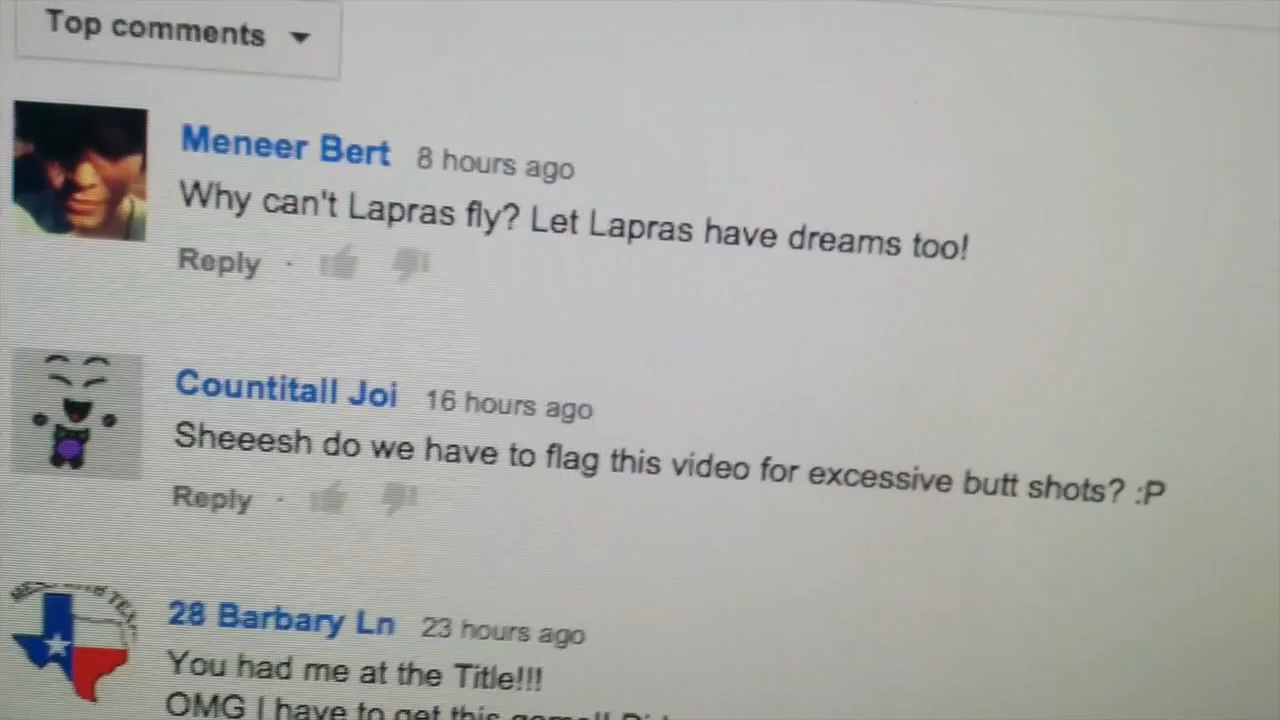 Top comments
Meneer Bert 8 hours ago
Why can't Lapras fly? Let Lapras have dreams too!
Reply ·
Countitall Joi 16 hours ago
Sheeesh do we have to flag this video for excessive butt shots? :P
Reply ·
28 Barbary Ln 23 hours ago
You had me at the Title!!!
OMG I have to get this